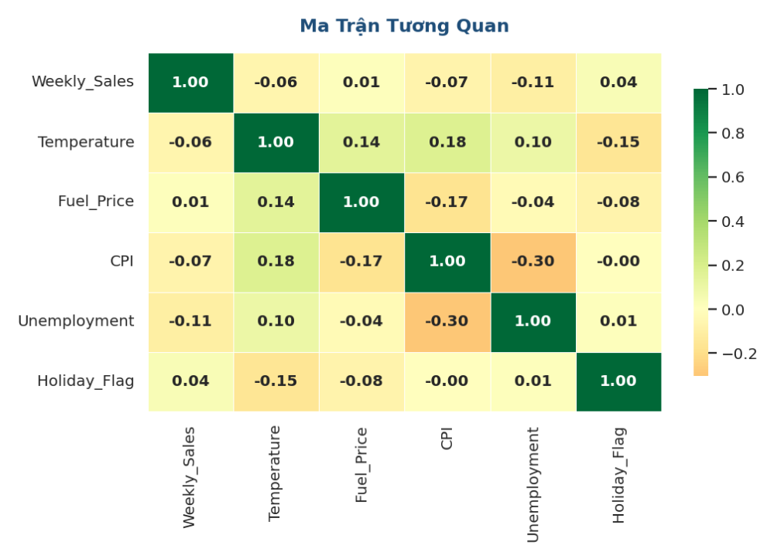 Ma Trận Tương Quan
Weekly_Sales 1.00 -0.06 0.01 -0.07 -0.11 0.04
Temperature -0.06 1.00 0.14 0.18 0.10 -0.15
Fuel_Price 0.01 0.14 1.00 -0.17 -0.04 -0.08
CPI -0.07 0.18 -0.17 1.00 -0.30 -0.00
Unemployment -0.11 0.10 -0.04 -0.30 1.00 0.01
Holiday_Flag 0.04 -0.15 -0.08 -0.00 0.01 1.00
Weekly_Sales
Temperature
Fuel_Price
CPI
Unemployment
Holiday_Flag
1.0
0.8
0.6
0.4
0.2
0.0
−0.2